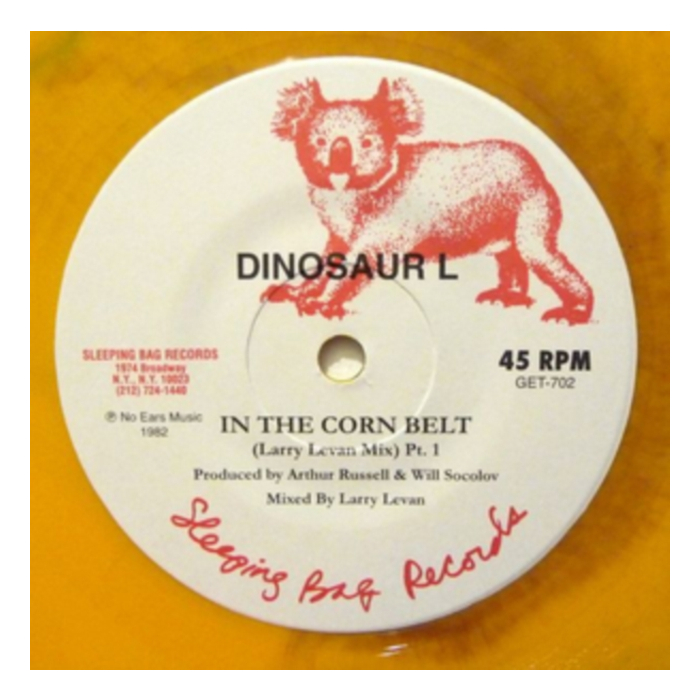 DINOSAUR L
SLEEPING BAG RECORDS
1974 Broadway
N.Y., N.Y. 10023
(212) 724-1440
℗ No Ears Music
1982
45 RPM
GET-702
IN THE CORN BELT
(Larry Levan Mix) Pt. 1
Produced by Arthur Russell & Will Socolov
Mixed By Larry Levan
Sleeping Bag Records